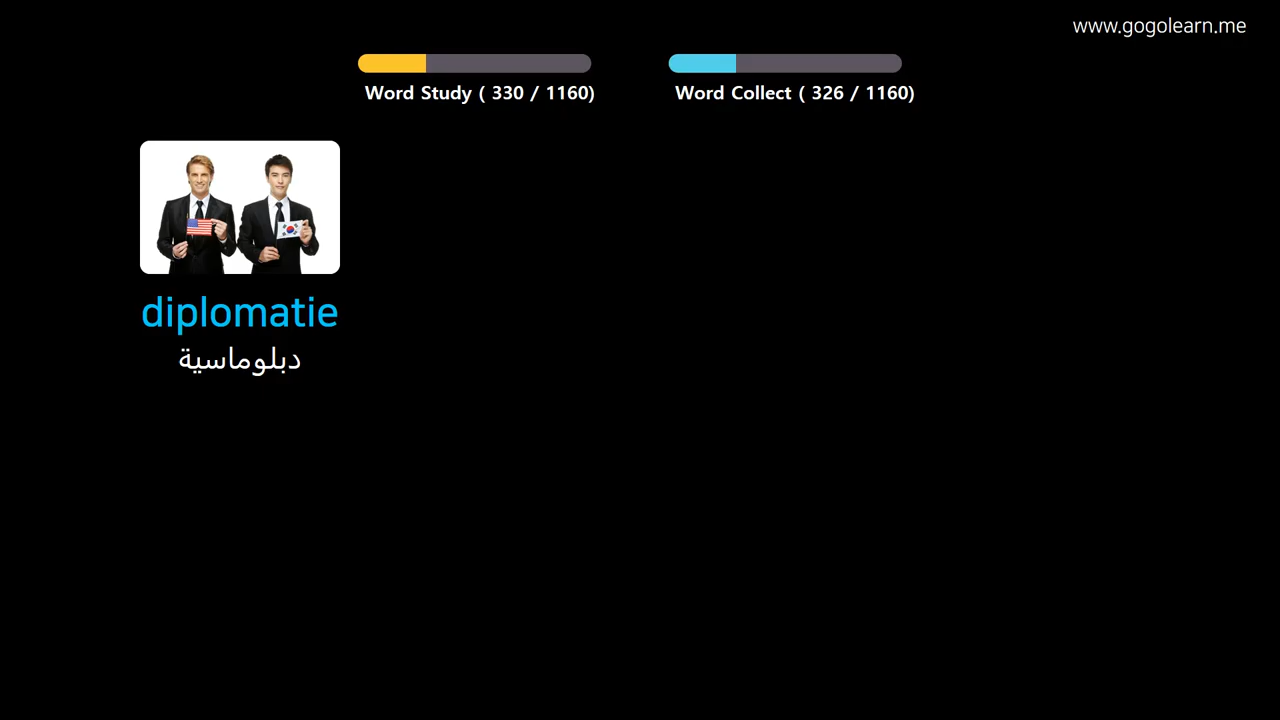 www.gogolearn.me
Word Study ( 330 / 1160)
Word Collect ( 326 / 1160)
diplomatie
دبلوماسية